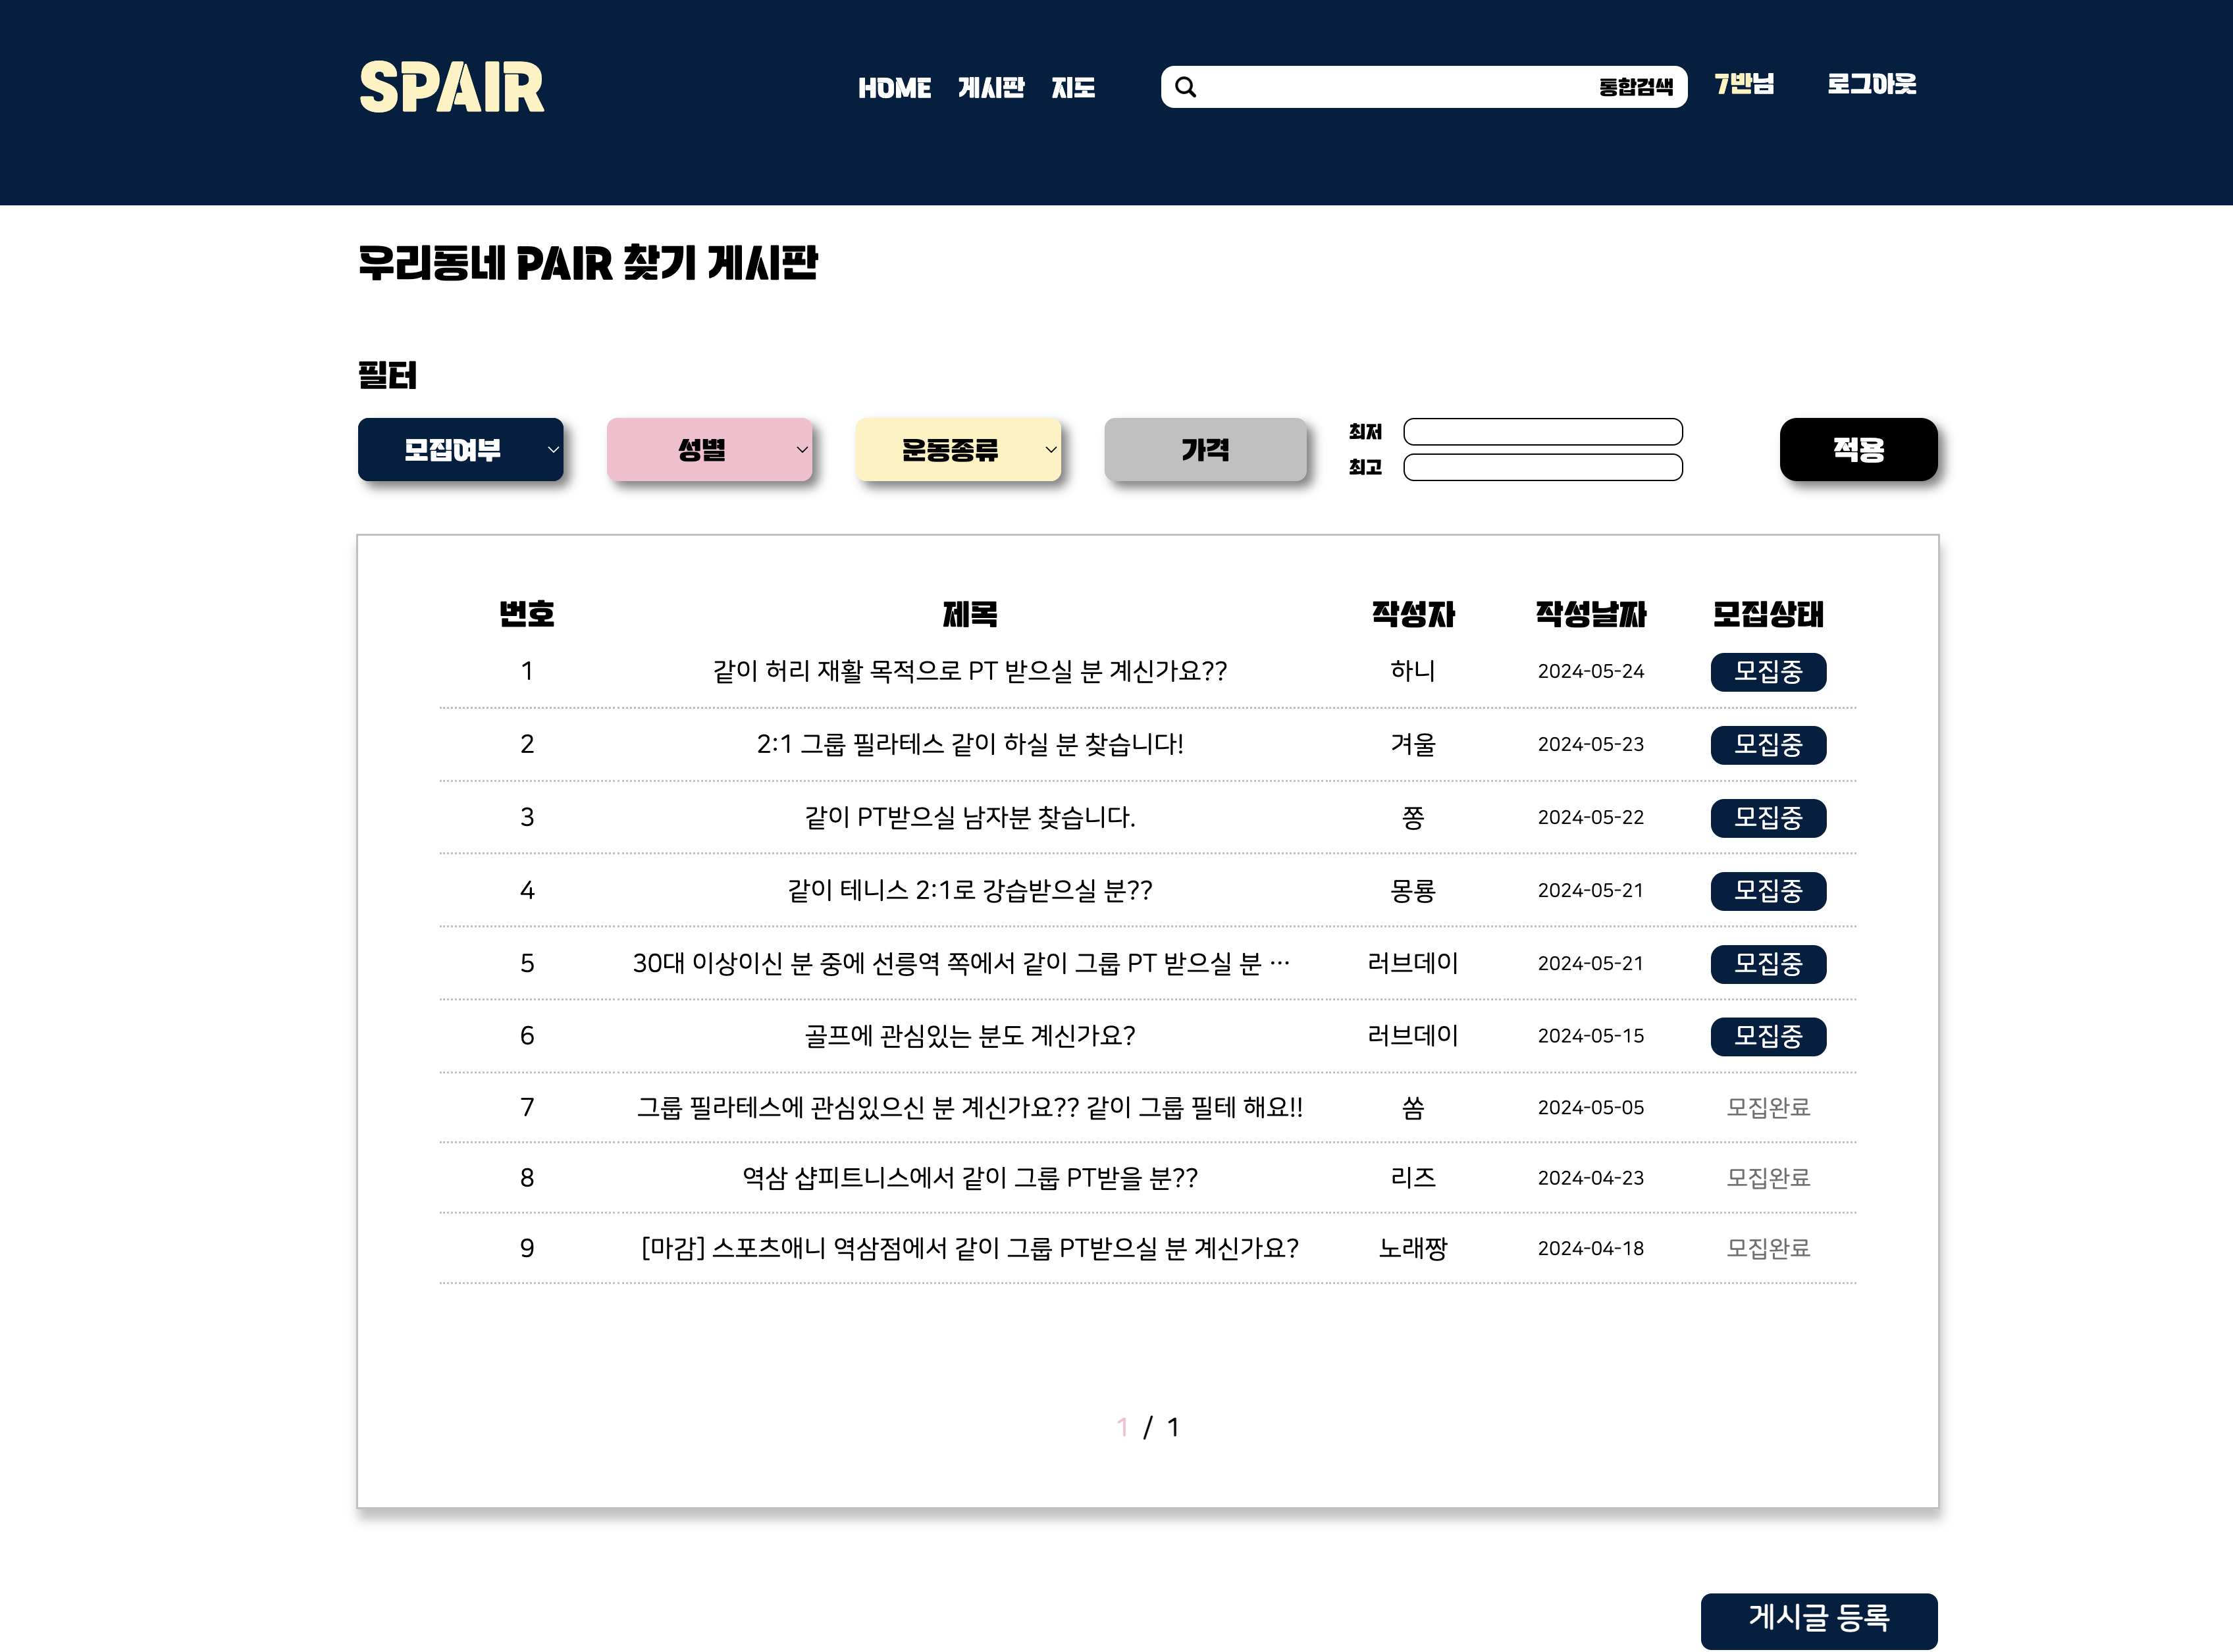 SPAIR HOME 게시판 지도 통합검색 7반님 로그아웃
우리동네 PAIR 찾기 게시판
필터
모집여부 성별 운동종류 가격 최저 적용
최고
번호 제목 작성자 작성날짜 모집상태
1 같이 허리 재활 목적으로 PT 받으실 분 계신가요?? 하니 2024-05-24 모집중
2 2:1 그룹 필라테스 같이 하실 분 찾습니다! 겨울 2024-05-23 모집중
3 같이 PT받으실 남자분 찾습니다. 쫑 2024-05-22 모집중
4 같이 테니스 2:1로 강습받으실 분?? 몽룡 2024-05-21 모집중
5 30대 이상이신 분 중에 선릉역 쪽에서 같이 그룹 PT 받으실 분 … 러브데이 2024-05-21 모집중
6 골프에 관심있는 분도 계신가요? 러브데이 2024-05-15 모집중
7 그룹 필라테스에 관심있으신 분 계신가요?? 같이 그룹 필테 해요!! 쏨 2024-05-05 모집완료
8 역삼 샵피트니스에서 같이 그룹 PT받을 분?? 리즈 2024-04-23 모집완료
9 [마감] 스포츠애니 역삼점에서 같이 그룹 PT받으실 분 계신가요? 노래짱 2024-04-18 모집완료
1 / 1
게시글 등록